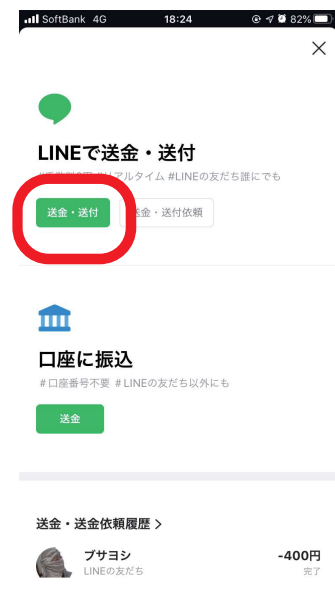 SoftBank 4G 18:24 82%
LINEで送金・送付
リアルタイム #LINEの友だち誰にでも
送金・送付 送金・送付依頼
口座に振込
#口座番号不要 #LINEの友だち以外にも
送金
送金・送金依頼履歴 >
ブサヨシ -400円
LINEの友だち 完了